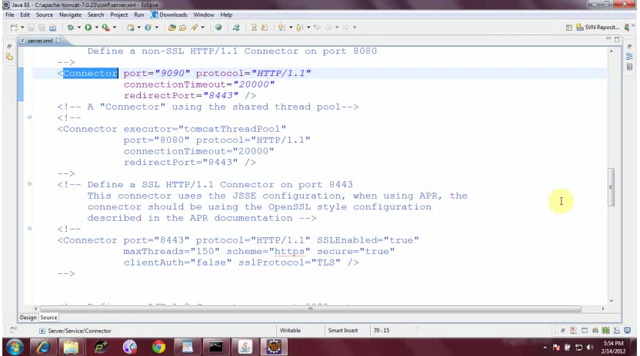 Java EE - C:\apache-tomcat-7.0.23\conf\server.xml - Eclipse
File Edit Source Navigate Search Project Run Downloads Window Help
SVN Repository
server.xml
Define a non-SSL HTTP/1.1 Connector on port 8080
-->
<Connector port="9090" protocol="HTTP/1.1"
connectionTimeout="20000"
redirectPort="8443" />
<!-- A "Connector" using the shared thread pool-->
<!--
<Connector executor="tomcatThreadPool"
port="8080" protocol="HTTP/1.1"
connectionTimeout="20000"
redirectPort="8443" />
-->
<!-- Define a SSL HTTP/1.1 Connector on port 8443
This connector uses the JSSE configuration, when using APR, the
connector should be using the OpenSSL style configuration
described in the APR documentation -->
<!--
<Connector port="8443" protocol="HTTP/1.1" SSLEnabled="true"
maxThreads="150" scheme="https" secure="true"
clientAuth="false" sslProtocol="TLS" />
-->
Design Source
Server/Service/Connector Writable Smart Insert 70 : 15
5:54 PM
2/14/2012